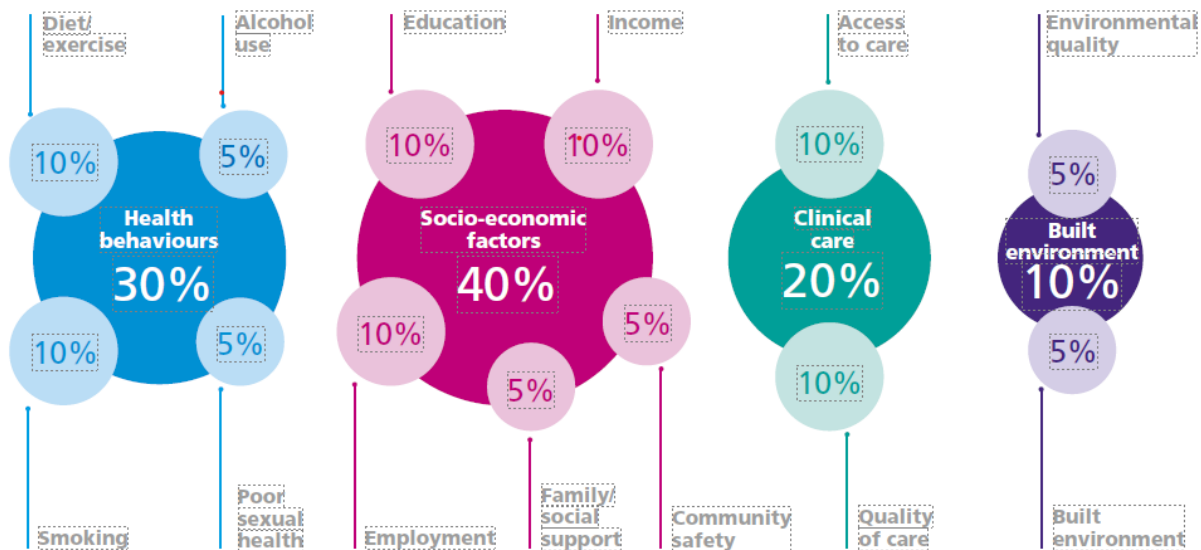 Diet/
exercise
Alcohol
use
Education
Income
Access
to care
Environmental
quality
10%
5%
10%
10%
10%
5%
Health
behaviours
30%
Socio-economic
factors
40%
Clinical
care
20%
Built
environment
10%
10%
5%
10%
5%
5%
10%
5%
Smoking
Poor
sexual
health
Employment
Family/
social
support
Community
safety
Quality
of care
Built
environment